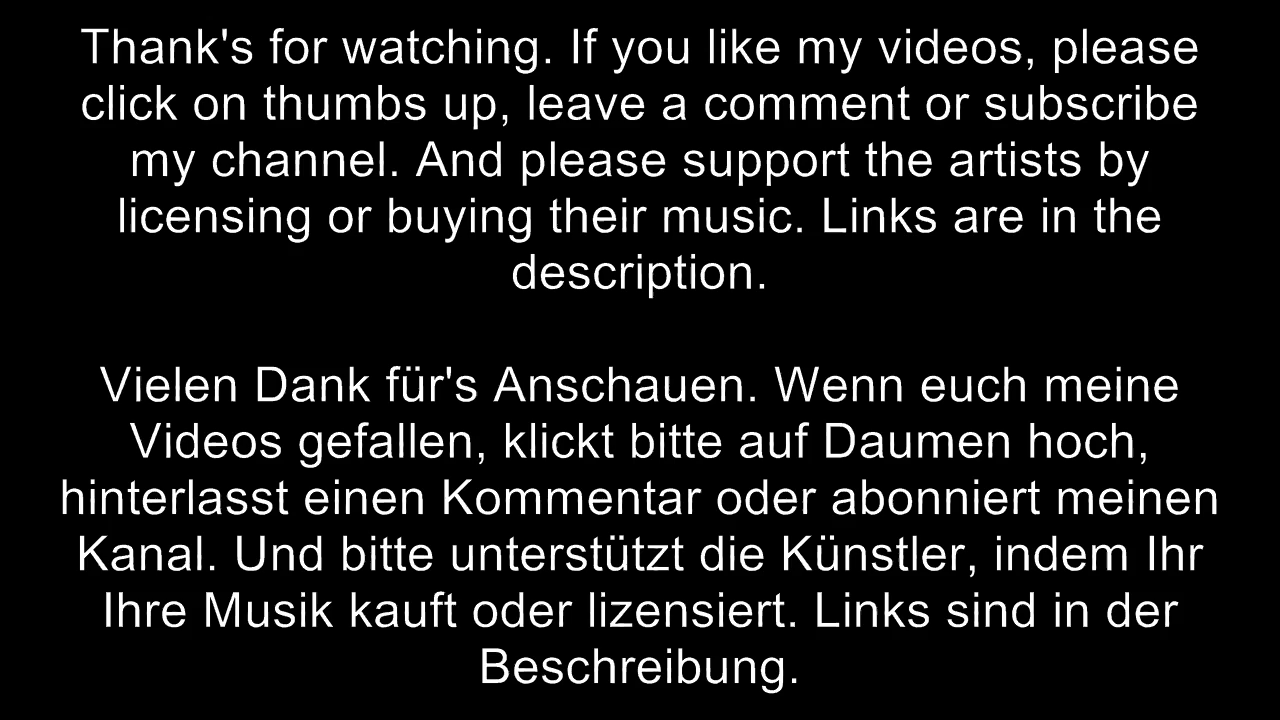 Thank's for watching. If you like my videos, please
click on thumbs up, leave a comment or subscribe
my channel. And please support the artists by
licensing or buying their music. Links are in the
description.
Vielen Dank für's Anschauen. Wenn euch meine
Videos gefallen, klickt bitte auf Daumen hoch,
hinterlasst einen Kommentar oder abonniert meinen
Kanal. Und bitte unterstützt die Künstler, indem Ihr
Ihre Musik kauft oder lizensiert. Links sind in der
Beschreibung.